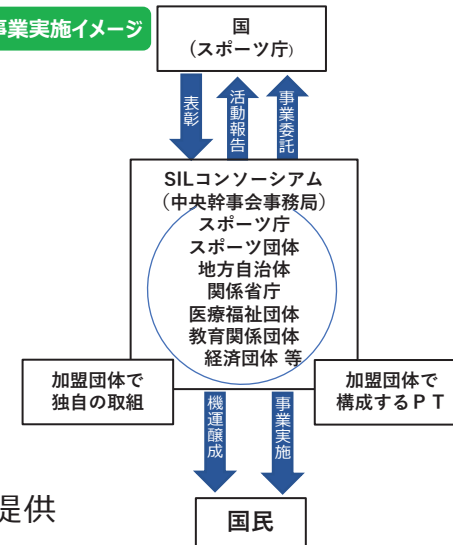 事業実施イメージ
国
(スポーツ庁)
表彰
活動報告
事業委託
SILコンソーシアム
(中央幹事会事務局)
スポーツ庁
スポーツ団体
地方自治体
関係省庁
医療福祉団体
教育関係団体
経済団体 等
加盟団体で
独自の取組
加盟団体で
構成するPT
機運醸成
事業実施
提供
国民